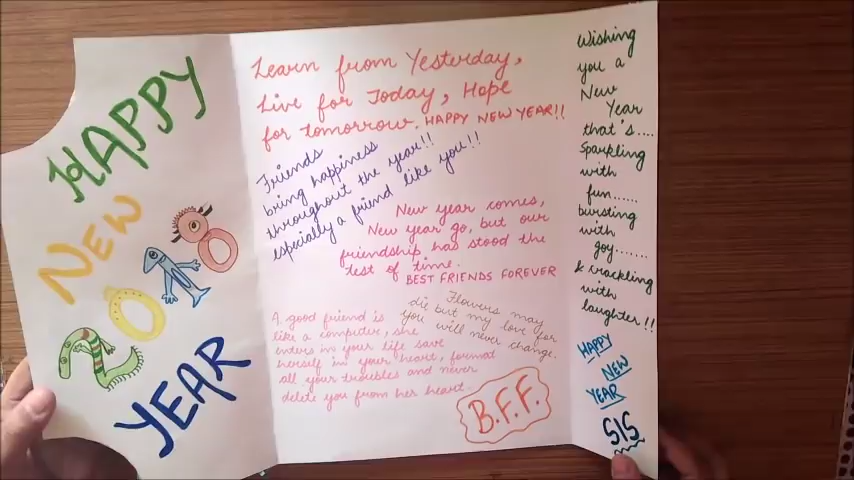 HAPPY
NEW
2018
YEAR
Learn from Yesterday,
Live for Today, Hope
for tomorrow. HAPPY NEW YEAR!!
Friends
bring happiness
throughout the year!!
especially a friend like you!!
New year comes,
New year go, but our
friendship has stood the
test of time.
BEST FRIENDS FOREVER
A good friend is
like a computer, she
enters in your life save
herself in your heart, format
all your troubles and never
delete you from her heart.
Flowers may
die but my love for
you will never change.
B.F.F.
Wishing
you a
New
Year
that's....
Sparkling
with
fun......
bursting
with
joy.......
& crackling
with
laughter!!
HAPPY
NEW
YEAR
SIS